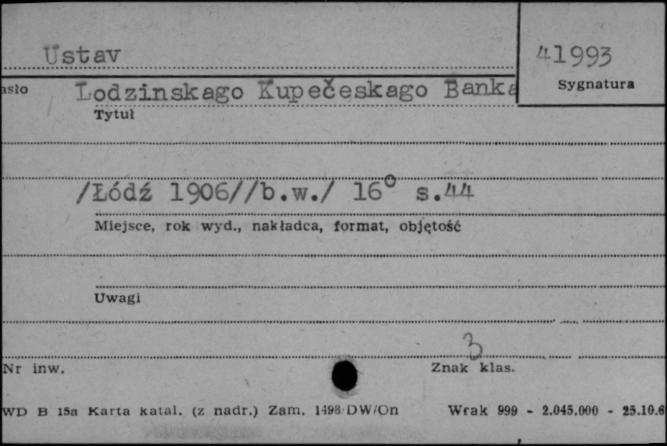 Ustav
41993
asło Lodzinskago Kupečeskago Banka
Sygnatura
Tytuł
/Łódź 1906//b.w./ 16° s.44
Miejsce, rok wyd., nakładca, format, objętość
Uwagi
3
Nr inw.
Znak klas.
WD B 15a Karta katal. (z nadr.) Zam. 1498/DW/On Wrak 999 - 2.045.000 - 25.10.6